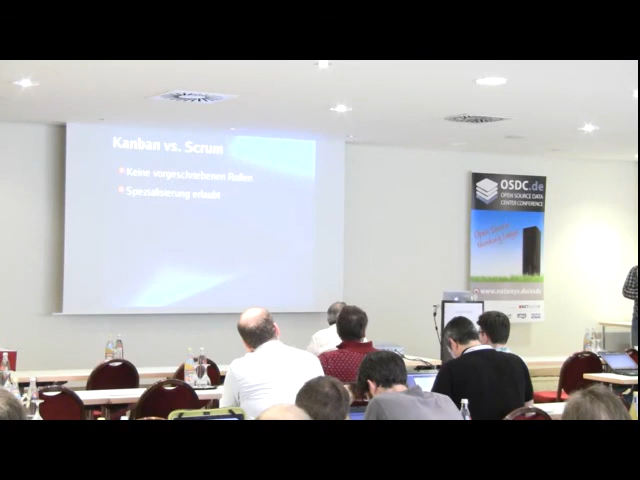 Kanban vs. Scrum
Keine vorgeschriebenen Rollen
Spezialisierung erlaubt
OSDC.de
OPEN SOURCE DATA
CENTER CONFERENCE